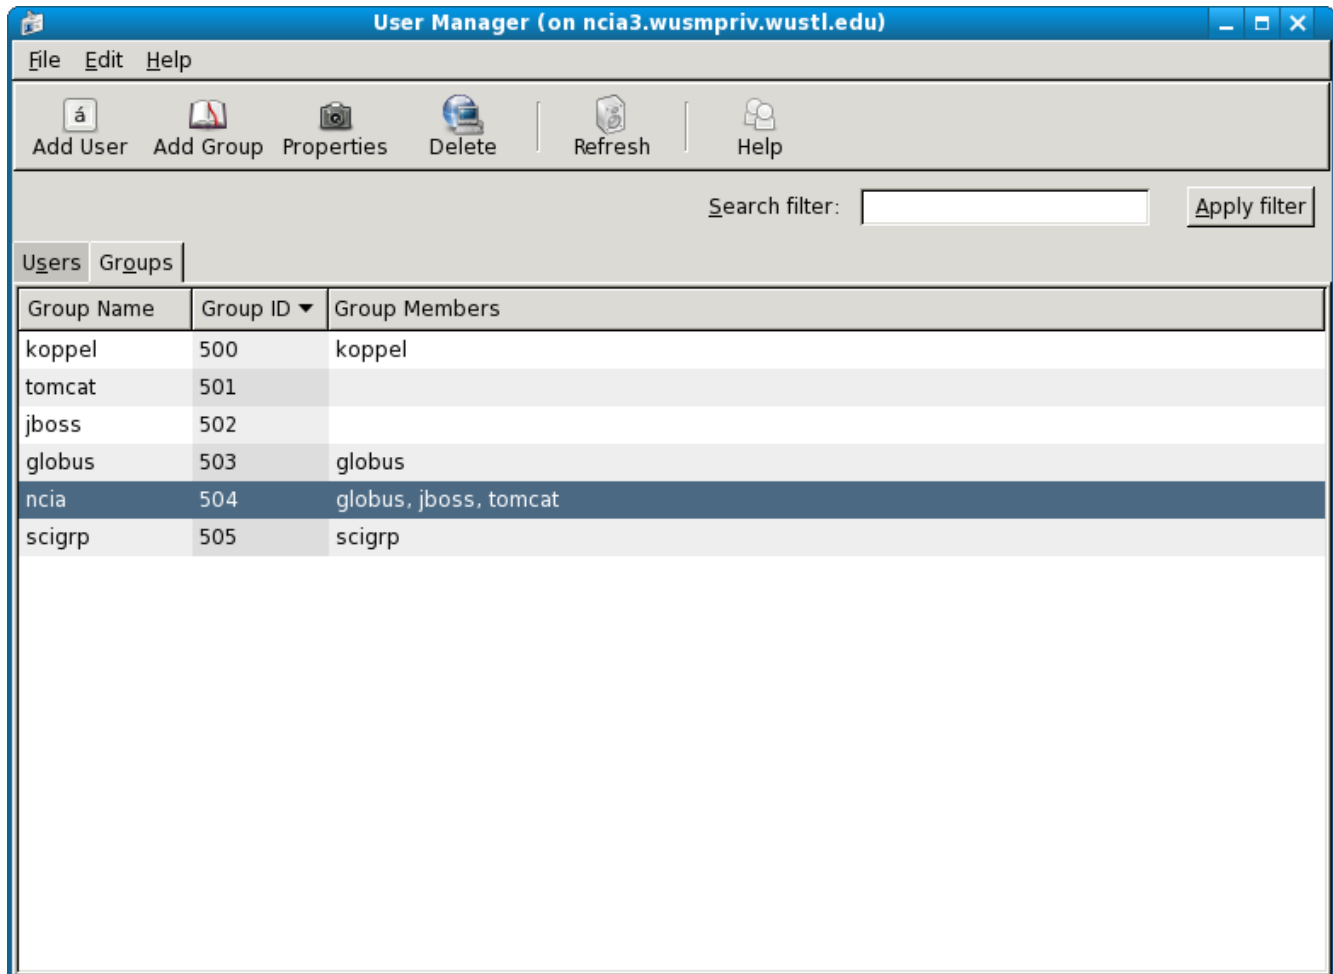 User Manager (on ncia3.wusmpriv.wustl.edu)
File Edit Help
á
Add User Add Group Properties Delete Refresh Help
Search filter: Apply filter
Users Groups
Group Name Group ID Group Members
koppel 500 koppel
tomcat 501
jboss 502
globus 503 globus
ncia 504 globus, jboss, tomcat
scigrp 505 scigrp